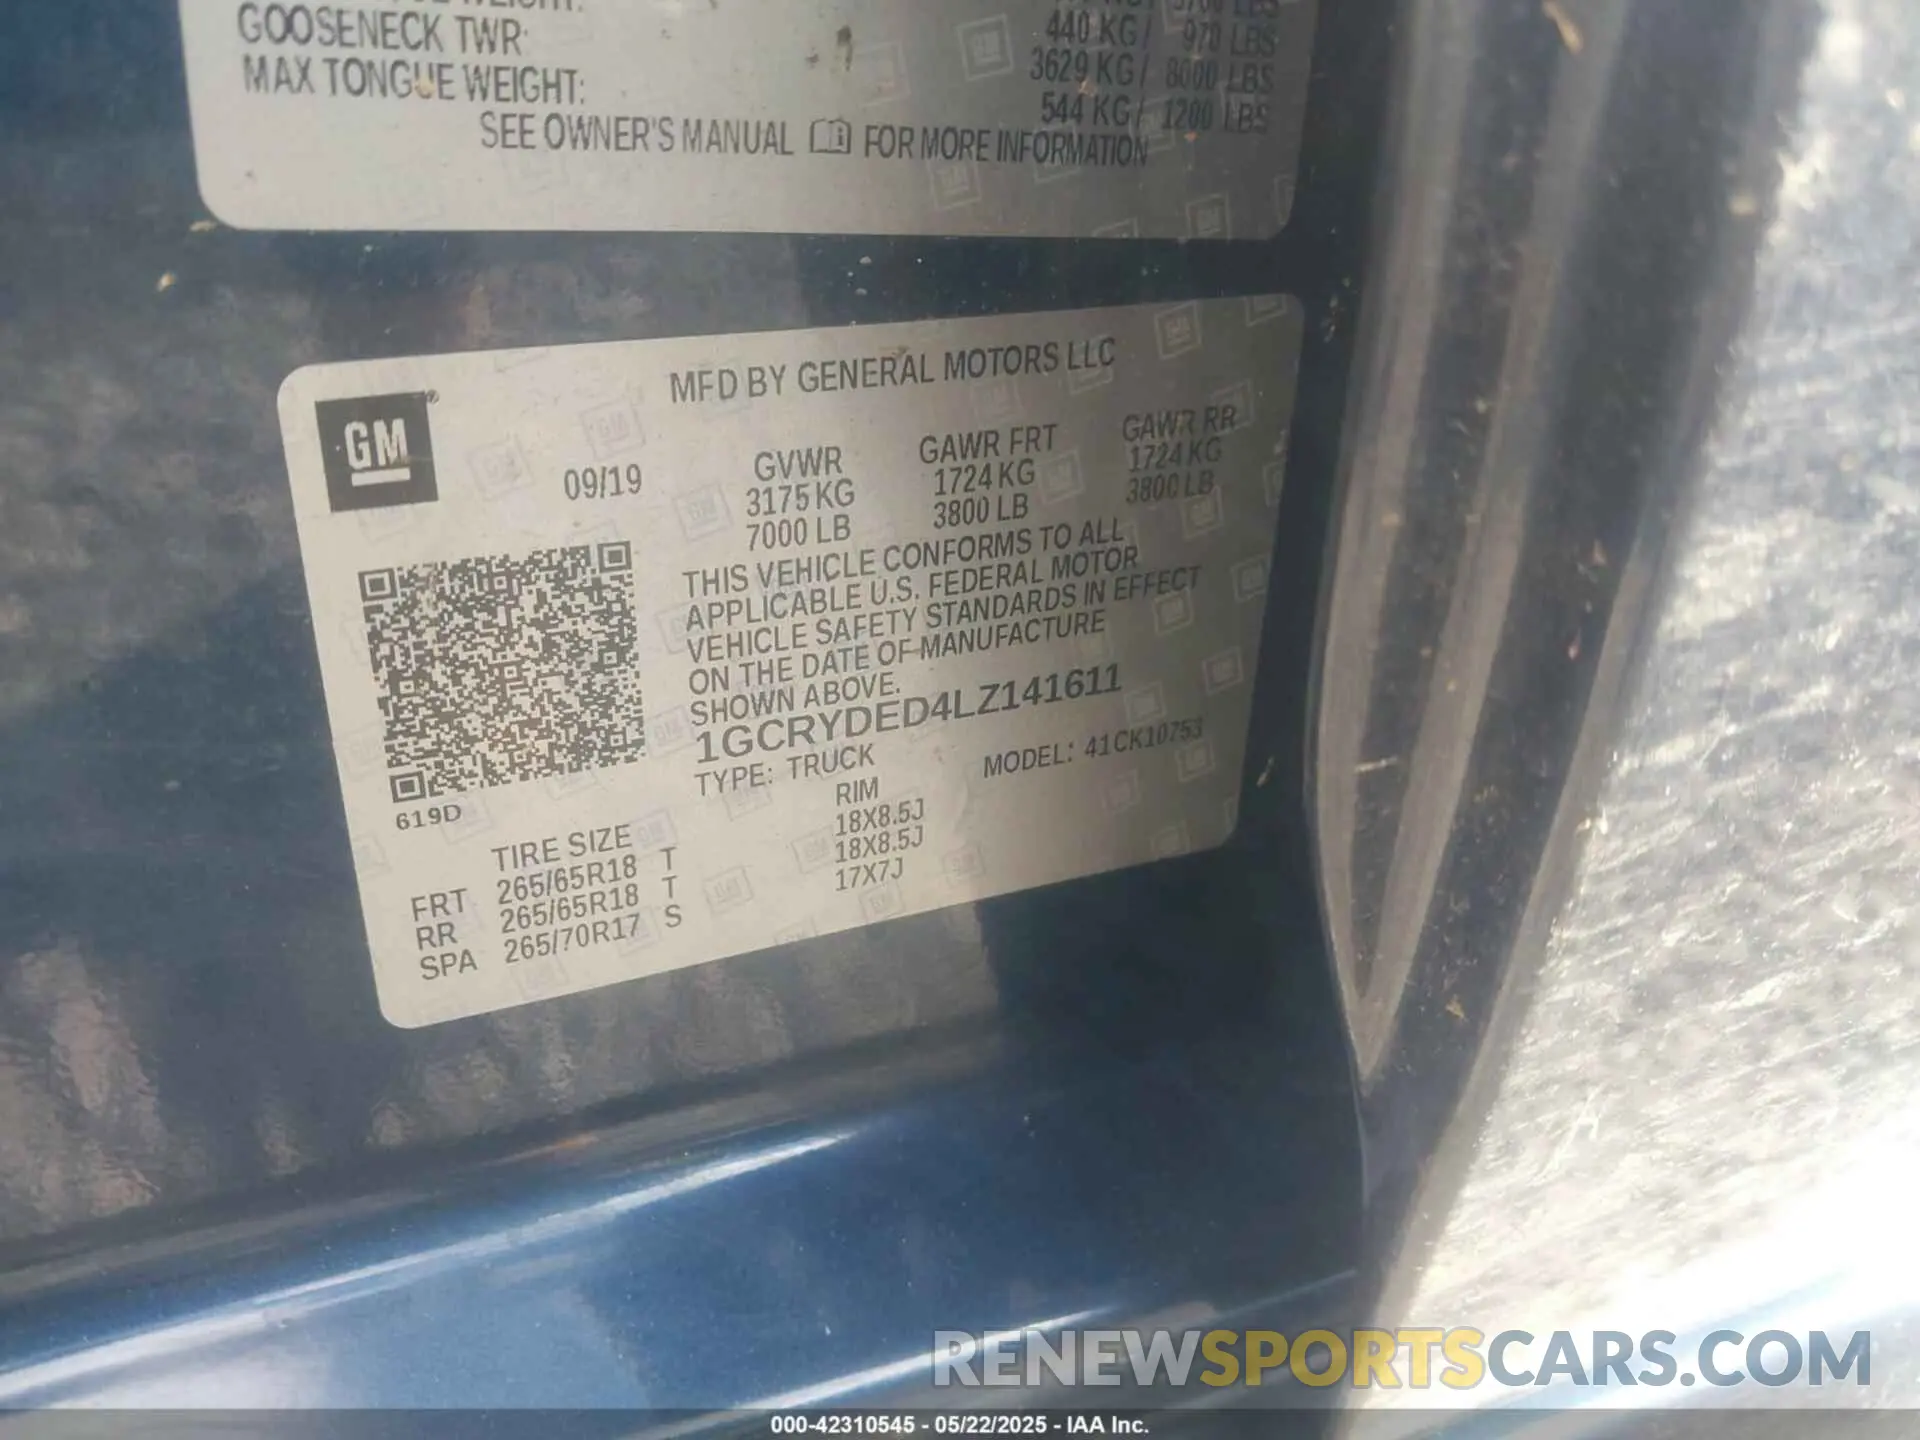 GOOSENECK TWR: 440 KG/ 970 LBS
MAX TONGUE WEIGHT: 3629 KG/ 8000 LBS
544 KG/ 1200 LBS
SEE OWNER'S MANUAL FOR MORE INFORMATION
GM®
MFD BY GENERAL MOTORS LLC
09/19 GVWR GAWR FRT GAWR RR
3175 KG 1724 KG 1724 KG
7000 LB 3800 LB 3800 LB
THIS VEHICLE CONFORMS TO ALL
APPLICABLE U.S. FEDERAL MOTOR
VEHICLE SAFETY STANDARDS IN EFFECT
ON THE DATE OF MANUFACTURE
SHOWN ABOVE.
1GCRYDED4LZ141611
TYPE: TRUCK MODEL: 41CK10753
619D
TIRE SIZE RIM
FRT 265/65R18 T 18X8.5J
RR 265/65R18 T 18X8.5J
SPA 265/70R17 S 17X7J
RENEWSPORTSCARS.COM
000-42310545 - 05/22/2025 - IAA Inc.